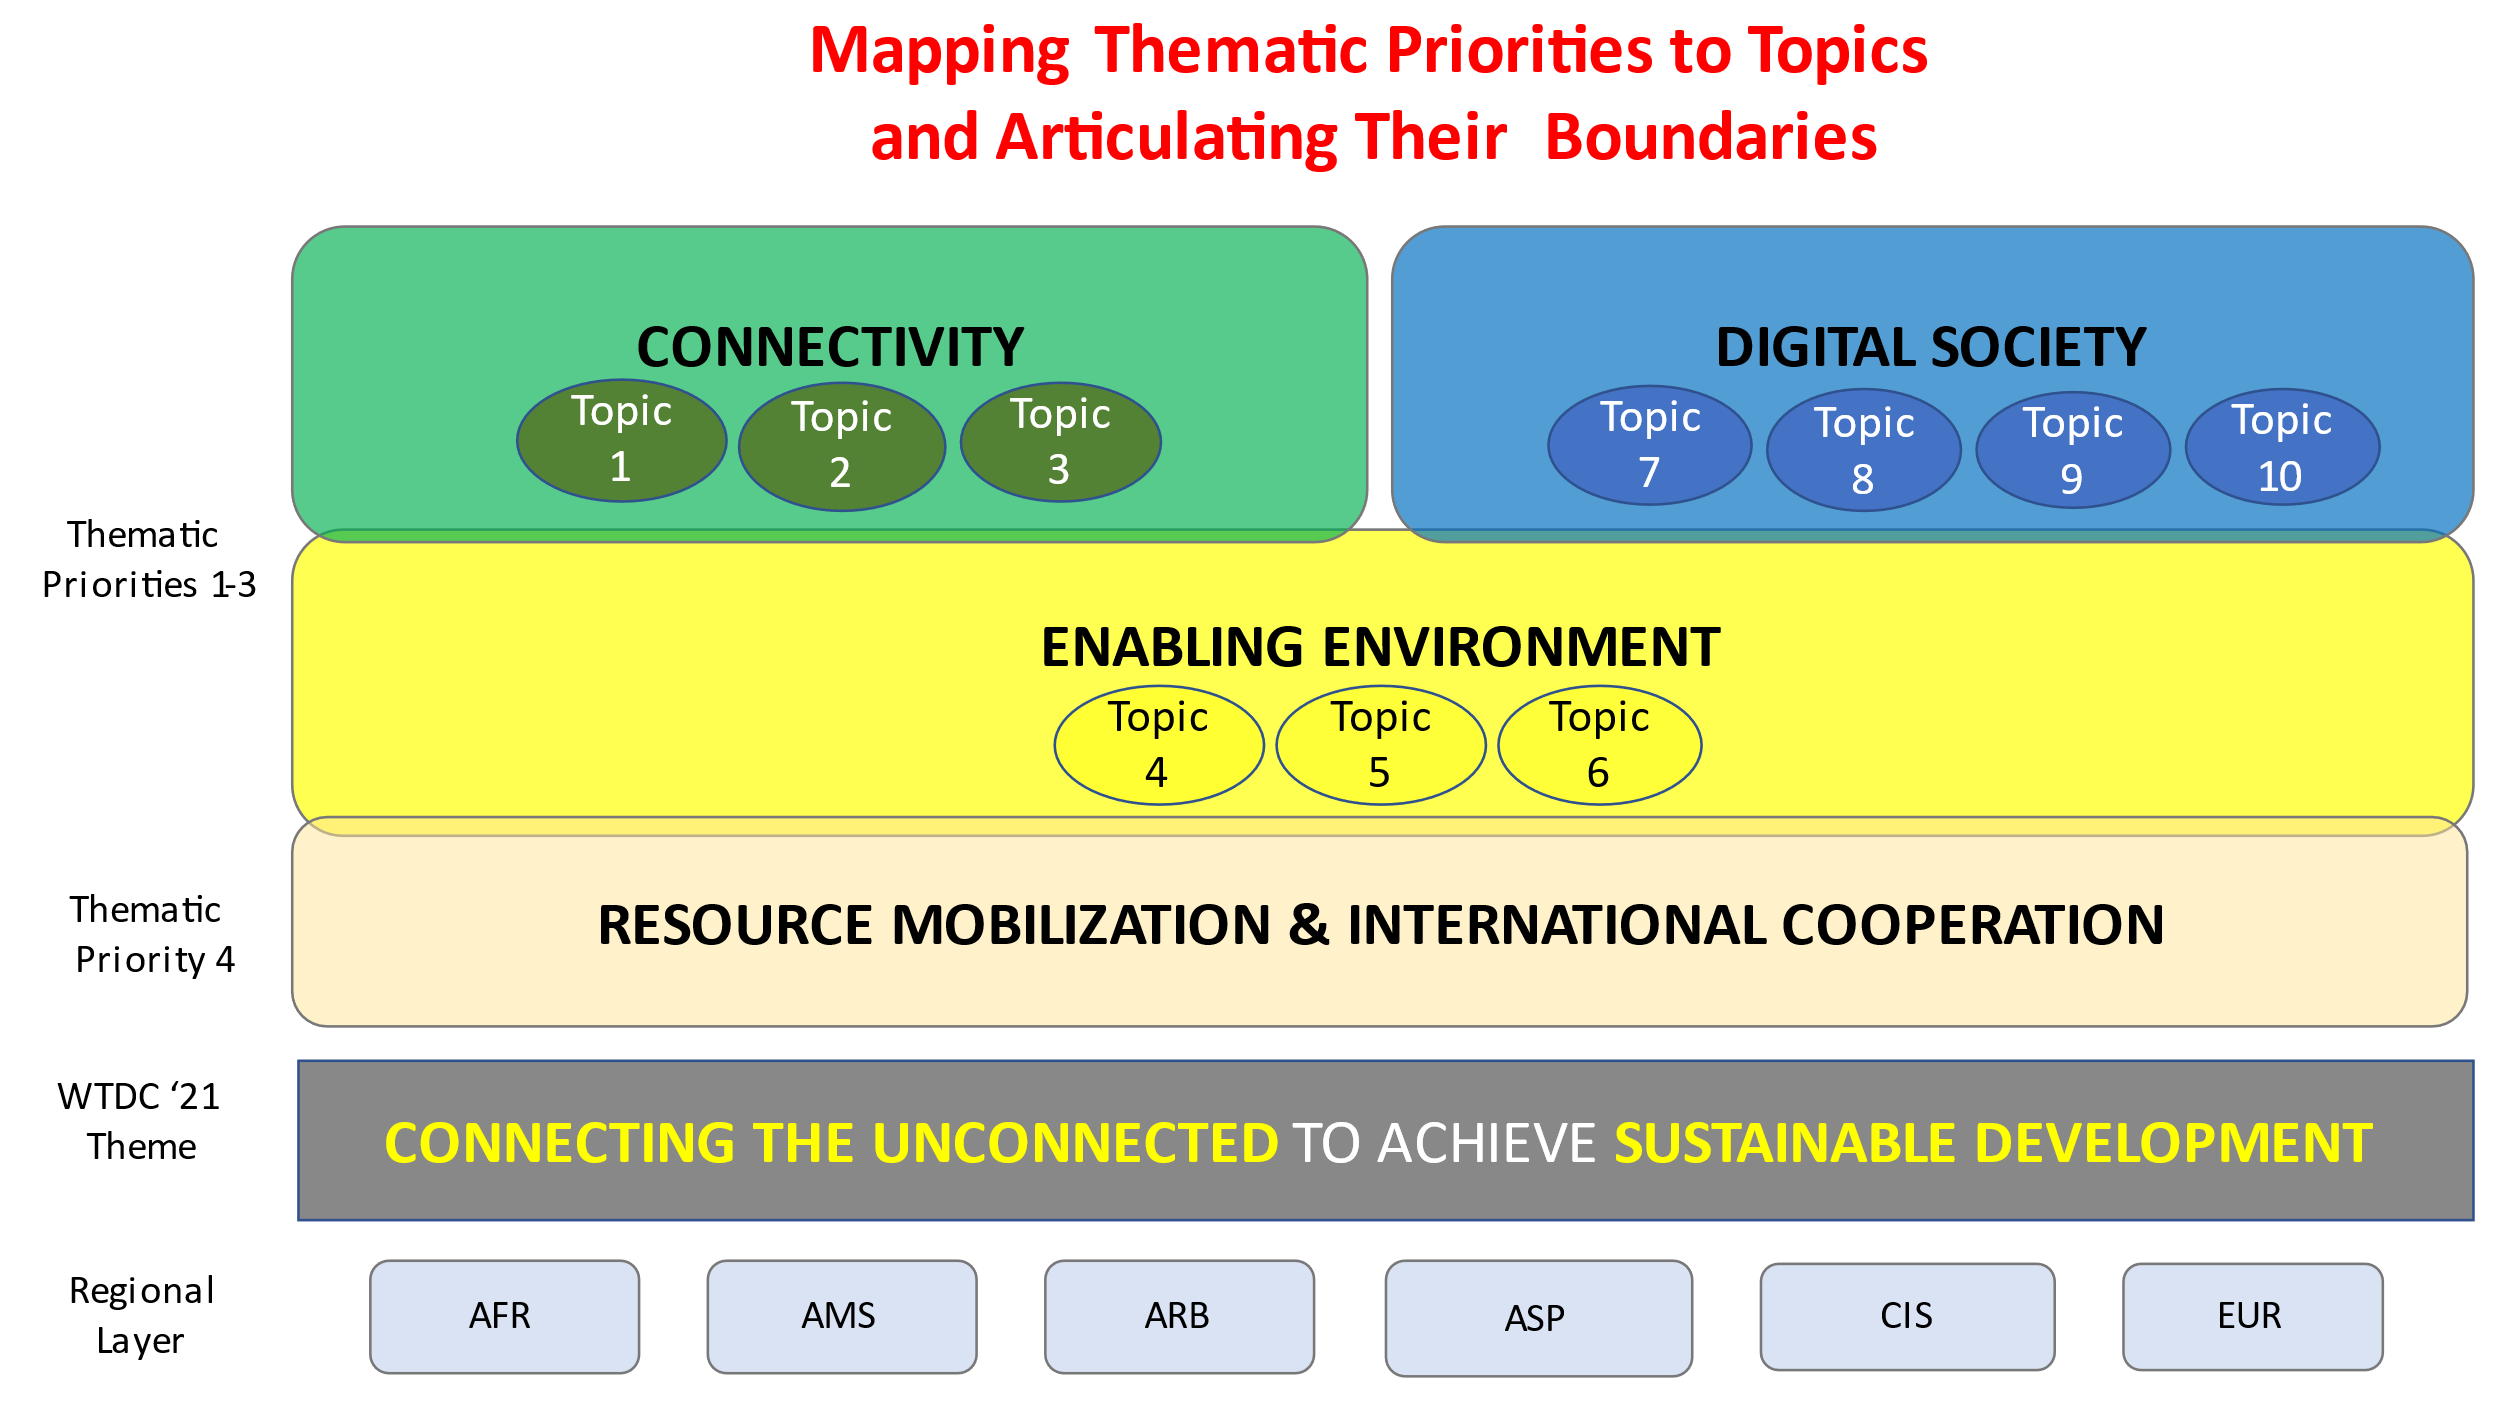 Mapping Thematic Priorities to Topics
and Articulating Their Boundaries
CONNECTIVITY
Topic
1
Topic
2
Topic
3
DIGITAL SOCIETY
Topic
7
Topic
8
Topic
9
Topic
10
Thematic
Priorities 1-3
ENABLING ENVIRONMENT
Topic
4
Topic
5
Topic
6
Thematic
Priority 4
RESOURCE MOBILIZATION & INTERNATIONAL COOPERATION
WTDC ‘21
Theme
CONNECTING THE UNCONNECTED TO ACHIEVE SUSTAINABLE DEVELOPMENT
Regional
Layer
AFR
AMS
ARB
ASP
CIS
EUR